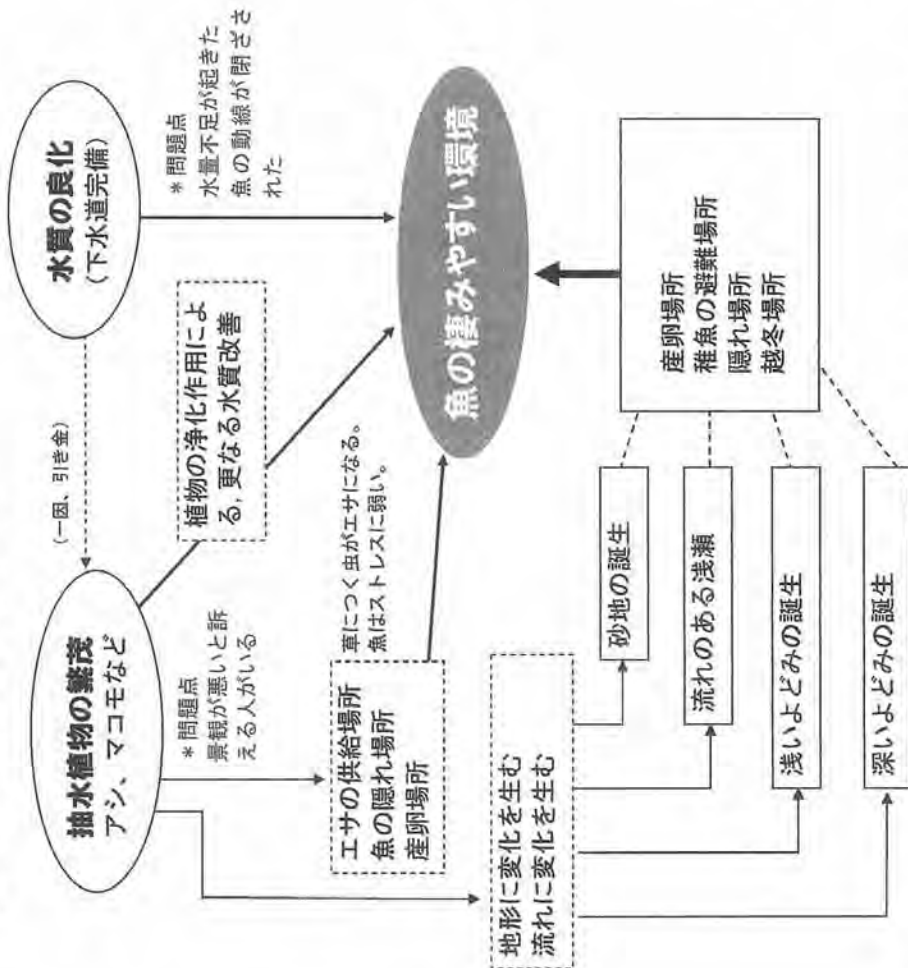 水質の良化
(下水道完備)
＊問題点
水量不足が起きた
魚の動線が閉ざさ
れた
(一因、引き金)
抽水植物の繁茂
アシ、マコモなど
植物の浄化作用によ
る,更なる水質改善
＊問題点
景観が悪いと訴
える人がいる
エサの供給場所
魚の隠れ場所
産卵場所
草につく虫がエサになる。
魚はストレスに弱い。
魚の棲みやすい環境
地形に変化を生む
流れに変化を生む
砂地の誕生
流れのある浅瀬
浅いよどみの誕生
深いよどみの誕生
産卵場所
稚魚の避難場所
隠れ場所
越冬場所